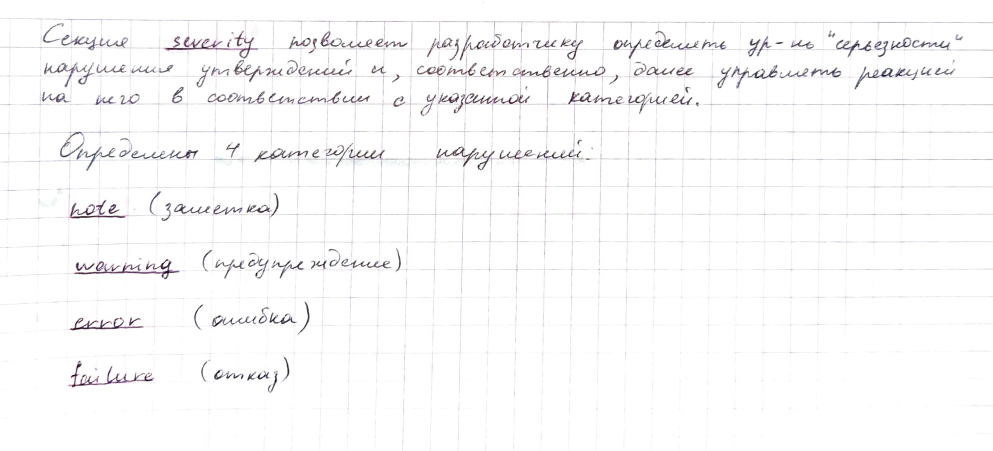 Секция severity позволяет разработчику определять ур-нь "серьезности"
нарушения утверждений и, соответственно, далее управлять реакцией
на него в соответствии с указанной категорией.
Определены 4 категории нарушений:
note (заметка)
warning (предупреждение)
error (ошибка)
failure (отказ)